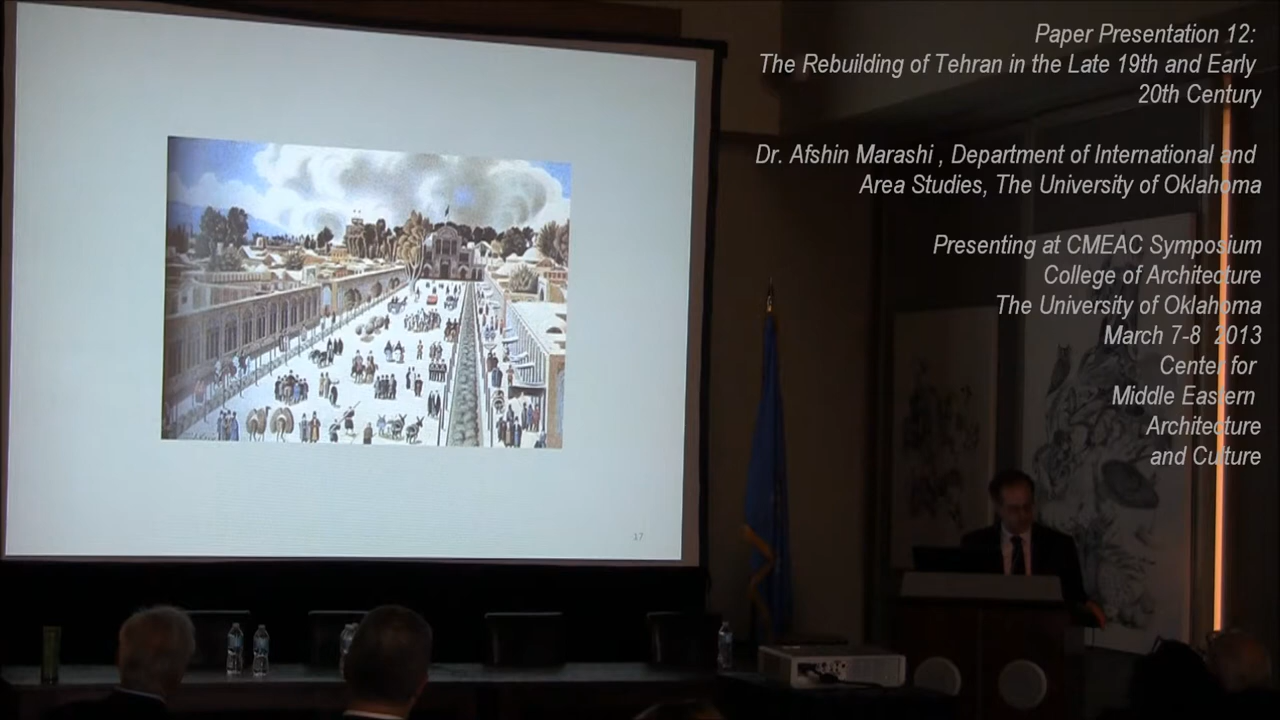 Paper Presentation 12:
The Rebuilding of Tehran in the Late 19th and Early
20th Century
Dr. Afshin Marashi , Department of International and
Area Studies, The University of Oklahoma
Presenting at CMEAC Symposium
College of Architecture
The University of Oklahoma
March 7-8 2013
Center for
Middle Eastern
Architecture
and Culture
17